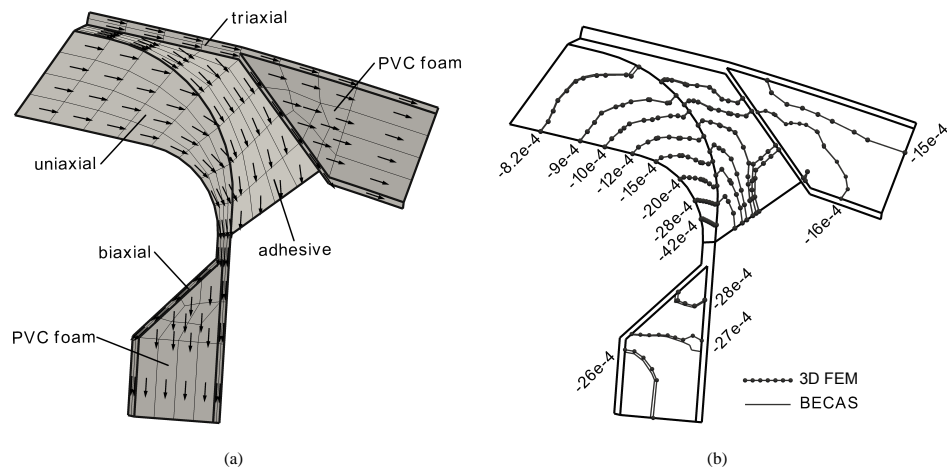 triaxial
PVC foam
uniaxial
adhesive
biaxial
PVC foam
(a)
-8.2e-4
-9e-4
-10e-4
-12e-4
-15e-4
-20e-4
-28e-4
-42e-4
-15e-4
-16e-4
-28e-4
-27e-4
-26e-4
3D FEM
BECAS
(b)